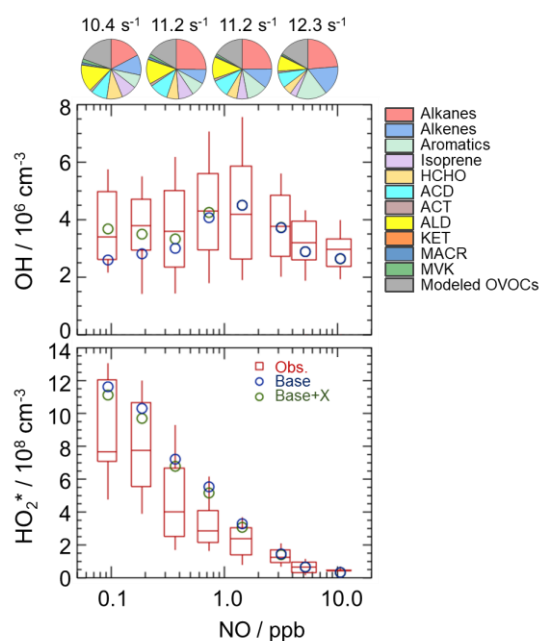 10.4 s⁻¹ 11.2 s⁻¹ 11.2 s⁻¹ 12.3 s⁻¹
Alkanes
Alkenes
Aromatics
Isoprene
HCHO
ACD
ACT
ALD
KET
MACR
MVK
Modeled OVOCs
OH / 10⁶ cm⁻³
8
6
4
2
0
HO₂* / 10⁸ cm⁻³
14
12
10
8
6
4
2
0
Obs.
Base
Base+X
0.1 1.0 10.0
NO / ppb